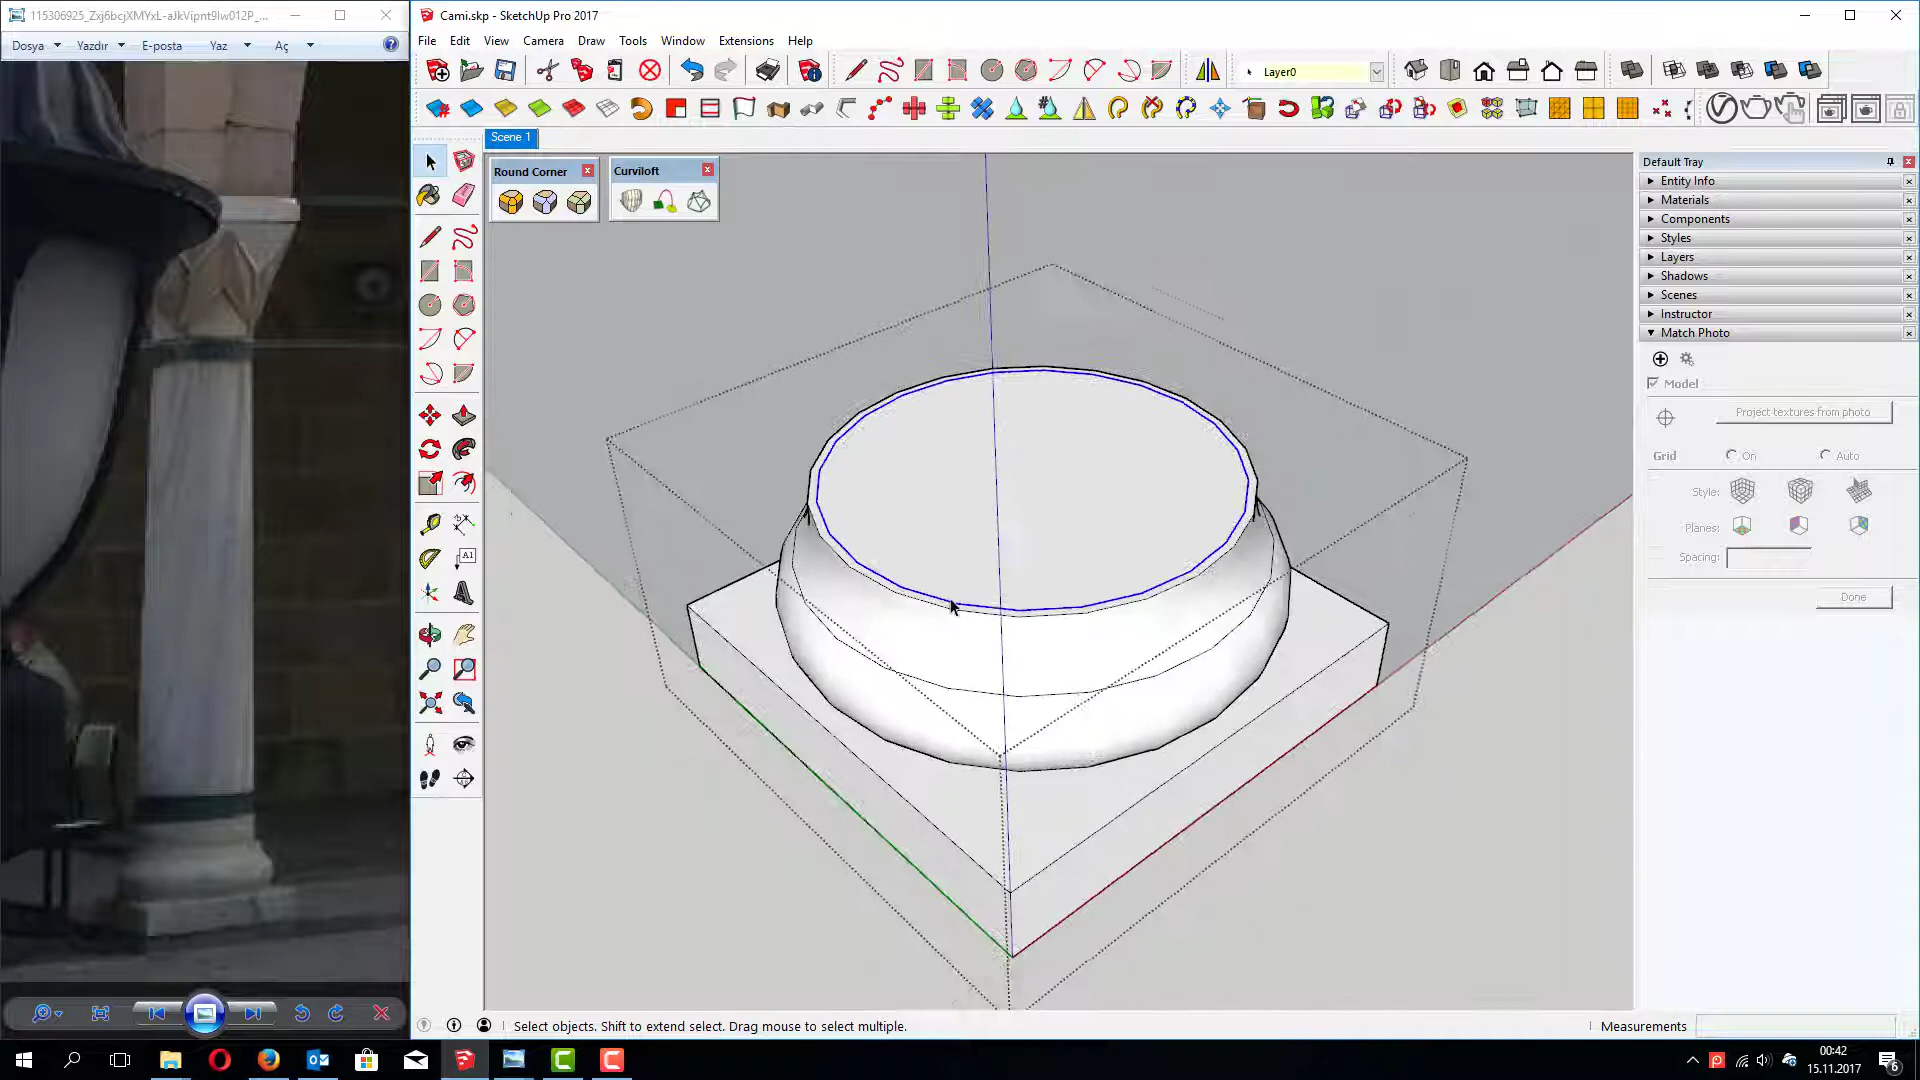 115306925_Zxj6bcjXMYxL-aJkVipnt9lw012P_...
Dosya
Yazdır
E-posta
Yaz
Aç
Cami.skp - SketchUp Pro 2017
File Edit View Camera Draw Tools Window Extensions Help
Layer0
Scene 1
Round Corner
Curviloft
Default Tray
Entity Info
Materials
Components
Styles
Layers
Shadows
Scenes
Instructor
Match Photo
Model
Project textures from photo
Grid On Auto
Style:
Planes:
Spacing:
Done
Select objects. Shift to extend select. Drag mouse to select multiple.
Measurements
00:42
15.11.2017
6